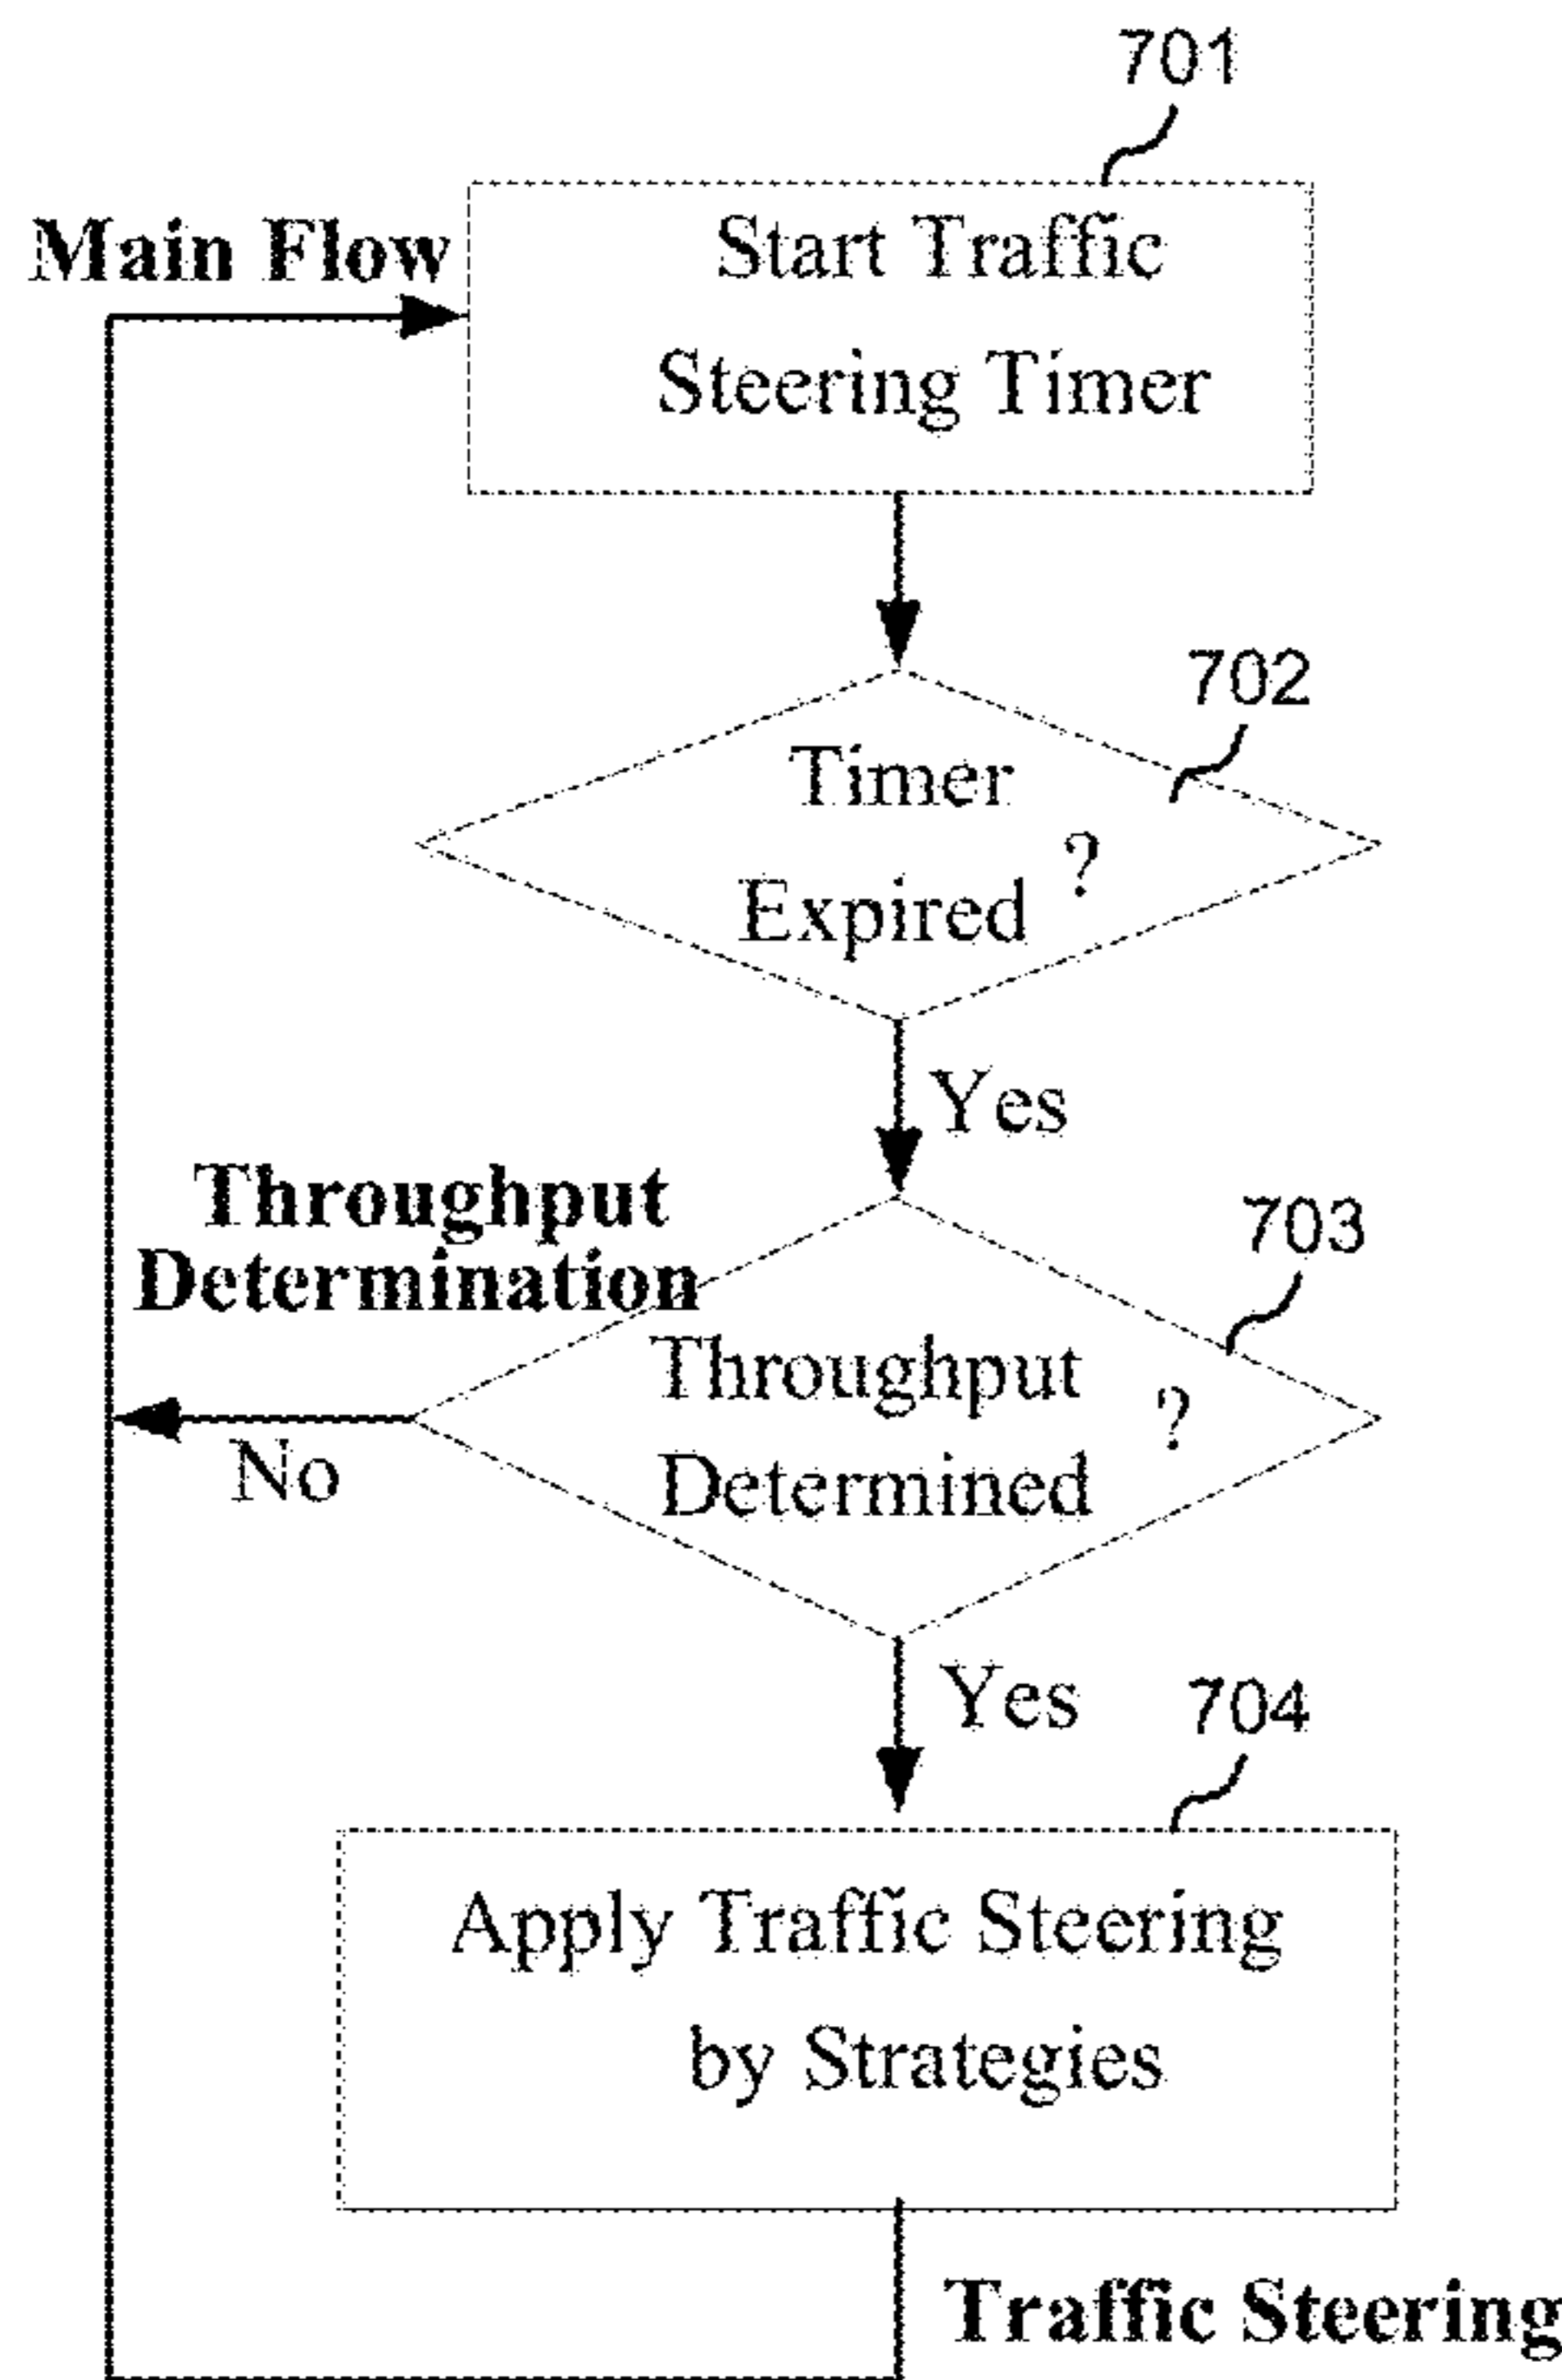 701
Main Flow
Start Traffic
Steering Timer
702
Timer
Expired ?
Yes
Throughput
Determination
703
Throughput
Determined ?
No
Yes
704
Apply Traffic Steering
by Strategies
Traffic Steering